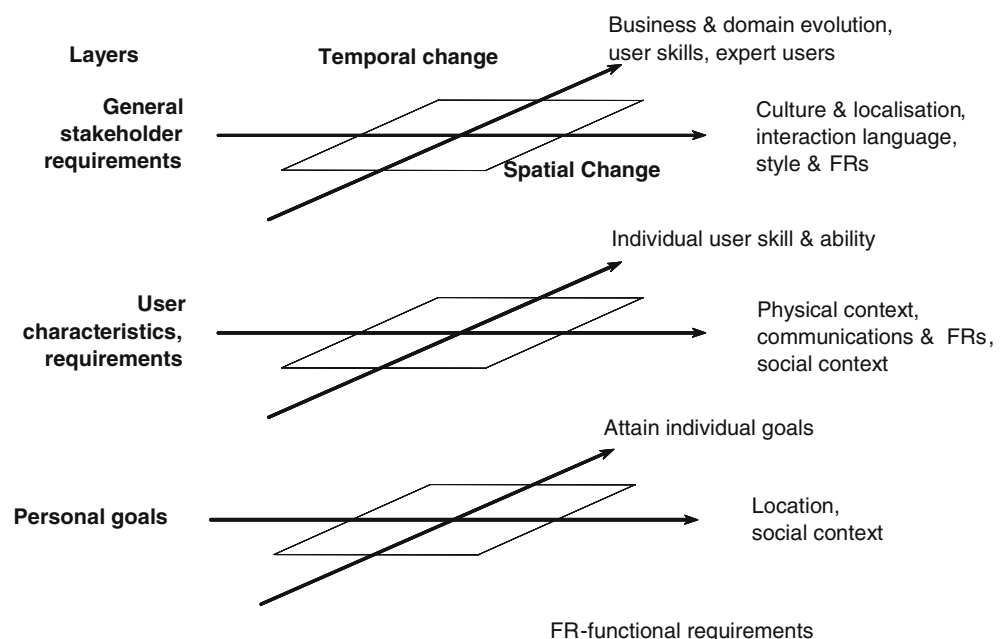 Business & domain evolution,
user skills, expert users
Layers
Temporal change
General
stakeholder
requirements
Culture & localisation,
interaction language,
style & FRs
Spatial Change
Individual user skill & ability
User
characteristics,
requirements
Physical context,
communications & FRs,
social context
Attain individual goals
Personal goals
Location,
social context
FR-functional requirements